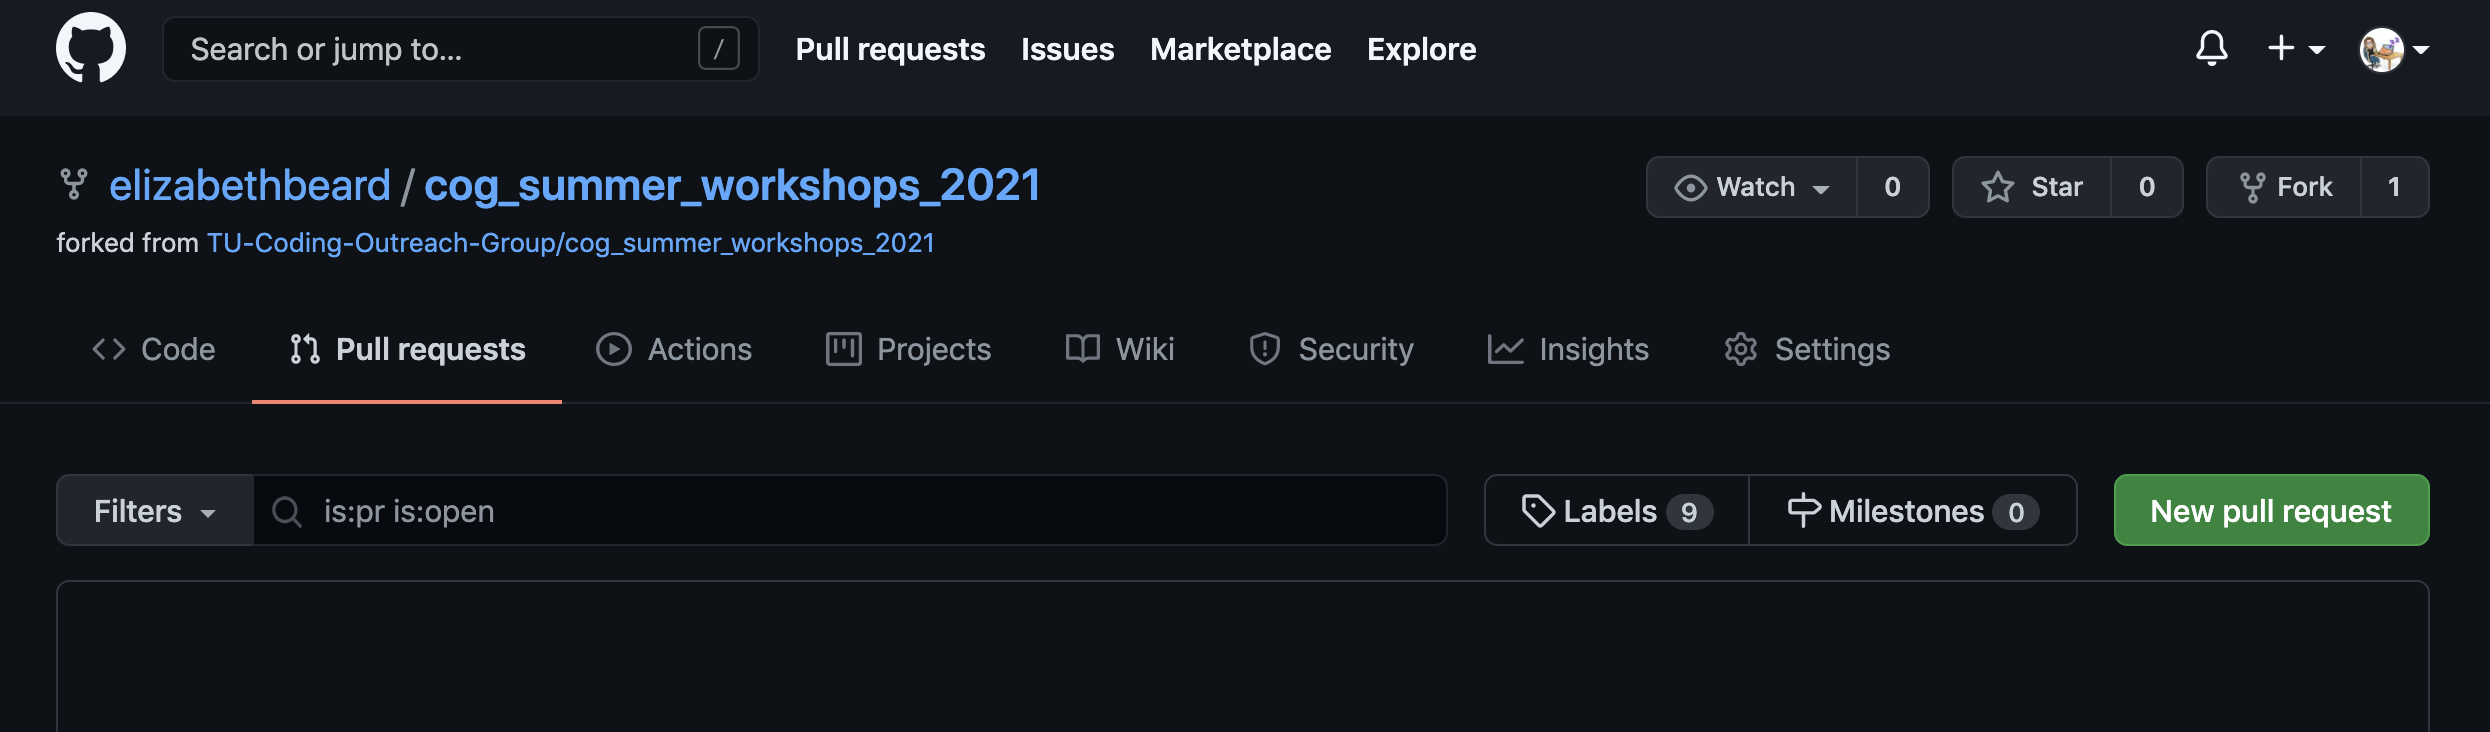 Search or jump to... / Pull requests Issues Marketplace Explore
elizabethbeard / cog_summer_workshops_2021 Watch 0 Star 0 Fork 1
forked from TU-Coding-Outreach-Group/cog_summer_workshops_2021
Code Pull requests Actions Projects Wiki Security Insights Settings
Filters is:pr is:open Labels 9 Milestones 0 New pull request